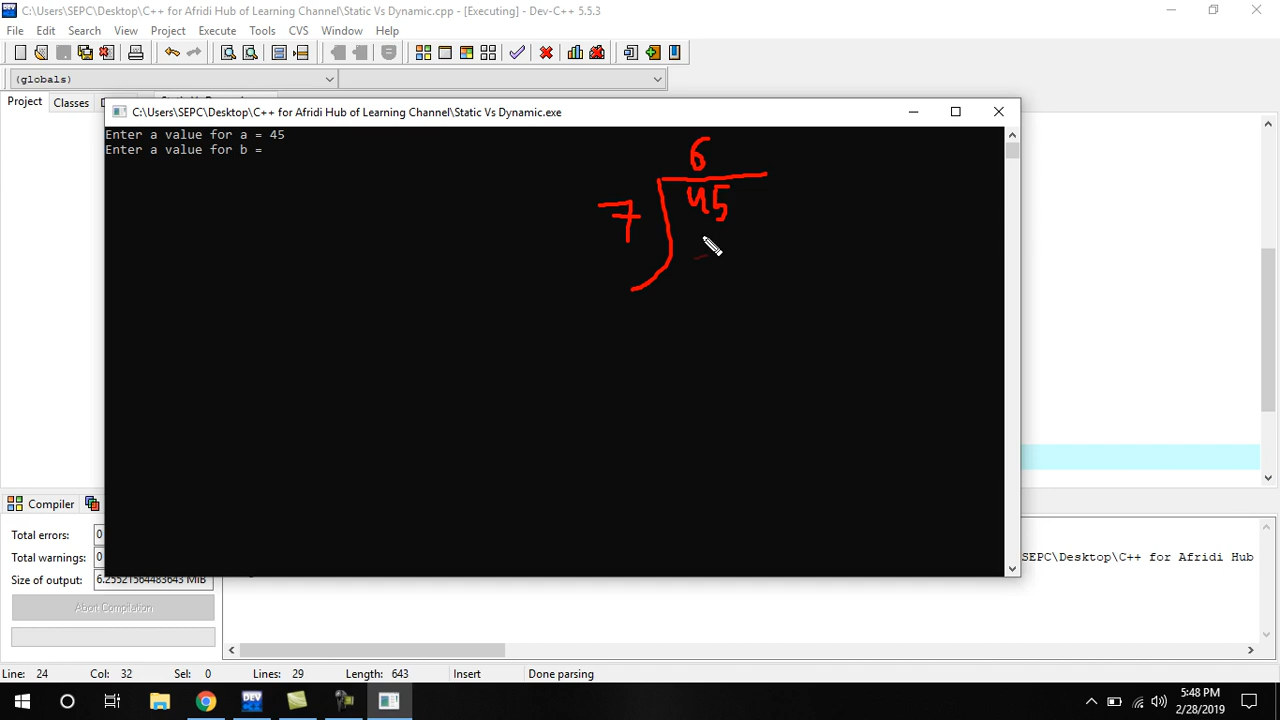 C:\Users\SEPC\Desktop\C++ for Afridi Hub of Learning Channel\Static Vs Dynamic.cpp - [Executing] - Dev-C++ 5.5.3
File Edit Search View Project Execute Tools CVS Window Help
(globals)
Project Classes
C:\Users\SEPC\Desktop\C++ for Afridi Hub of Learning Channel\Static Vs Dynamic.exe
Enter a value for a = 45
Enter a value for b =
6
7 45
Compiler
Total errors: 0
Total warnings: 0
SEPC\Desktop\C++ for Afridi Hub
Size of output: 6.25521564483643 MiB
Abort Compilation
Line: 24 Col: 32 Sel: 0 Lines: 29 Length: 643 Insert Done parsing
DEV
5:48 PM
2/28/2019